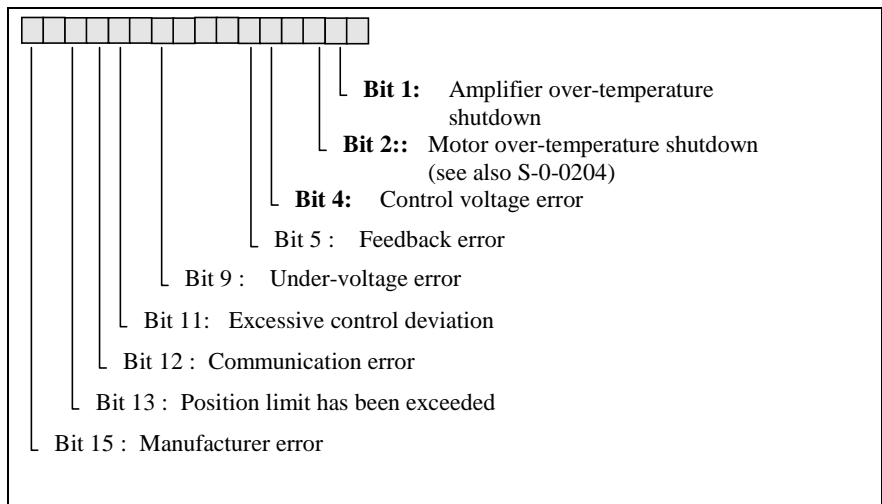 Bit 1: Amplifier over-temperature
shutdown
Bit 2:: Motor over-temperature shutdown
(see also S-0-0204)
Bit 4: Control voltage error
Bit 5 : Feedback error
Bit 9 : Under-voltage error
Bit 11: Excessive control deviation
Bit 12 : Communication error
Bit 13 : Position limit has been exceeded
Bit 15 : Manufacturer error